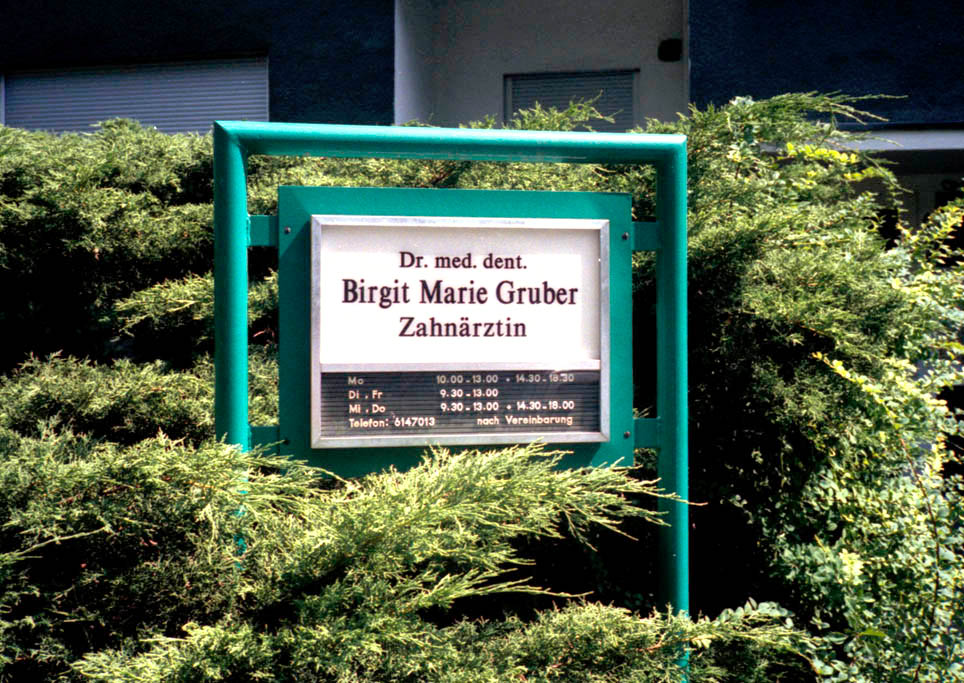 Dr. med. dent.
Birgit Marie Gruber
Zahnärztin
Mo 10.00-13.00 + 14.30-18.30
Di , Fr 9.30-13.00
Mi , Do 9.30-13.00 + 14.30-18.00
Telefon: 6147013 nach Vereinbarung